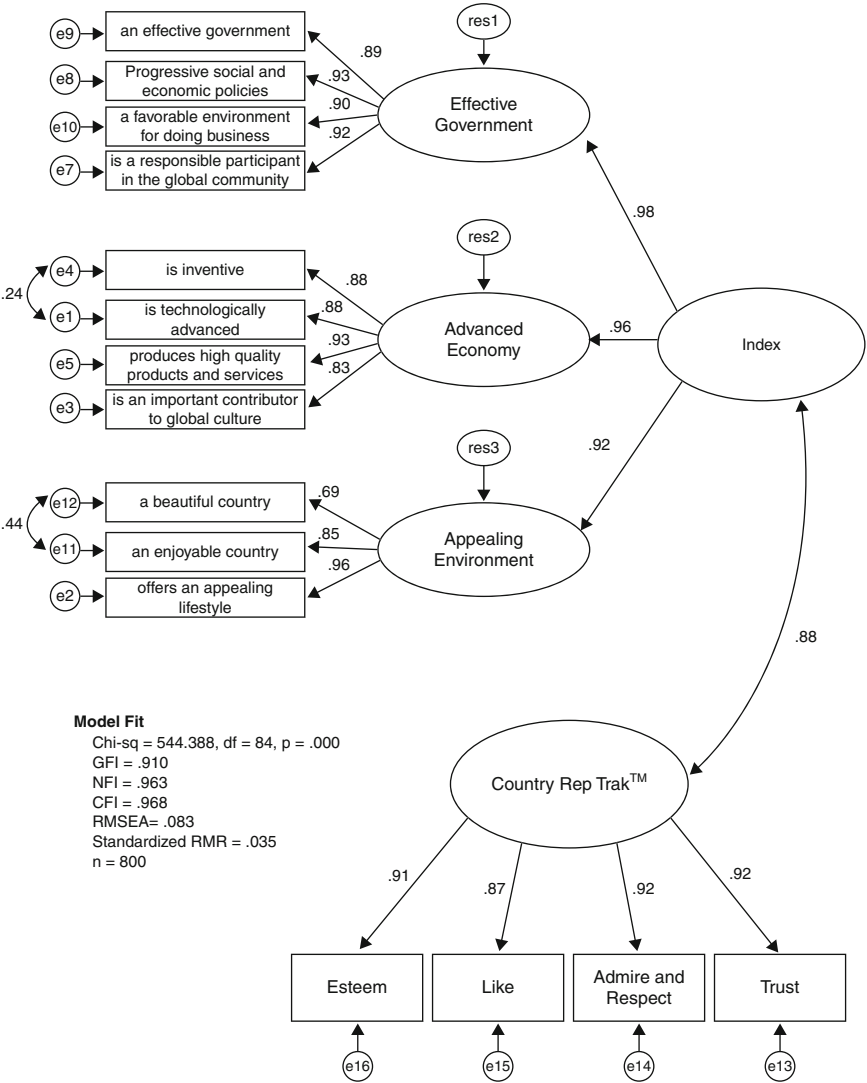 res1
e9
an effective government
.89
e8
Progressive social and
economic policies
.93
Effective
Government
e10
a favorable environment
for doing business
.90
e7
is a responsible participant
in the global community
.92
.98
res2
e4
is inventive
.88
.24
e1
is technologically
advanced
.88
Advanced
Economy
.96
Index
e5
produces high quality
products and services
.93
e3
is an important contributor
to global culture
.83
res3
.92
e12
a beautiful country
.69
.44
e11
an enjoyable country
.85
Appealing
Environment
e2
offers an appealing
lifestyle
.96
.88
Model Fit
Chi-sq = 544.388, df = 84, p = .000
GFI = .910
NFI = .963
CFI = .968
RMSEA= .083
Standardized RMR = .035
n = 800
Country Rep Trak™
.91
.87
.92
.92
Esteem
Like
Admire and
Respect
Trust
e16
e15
e14
e13